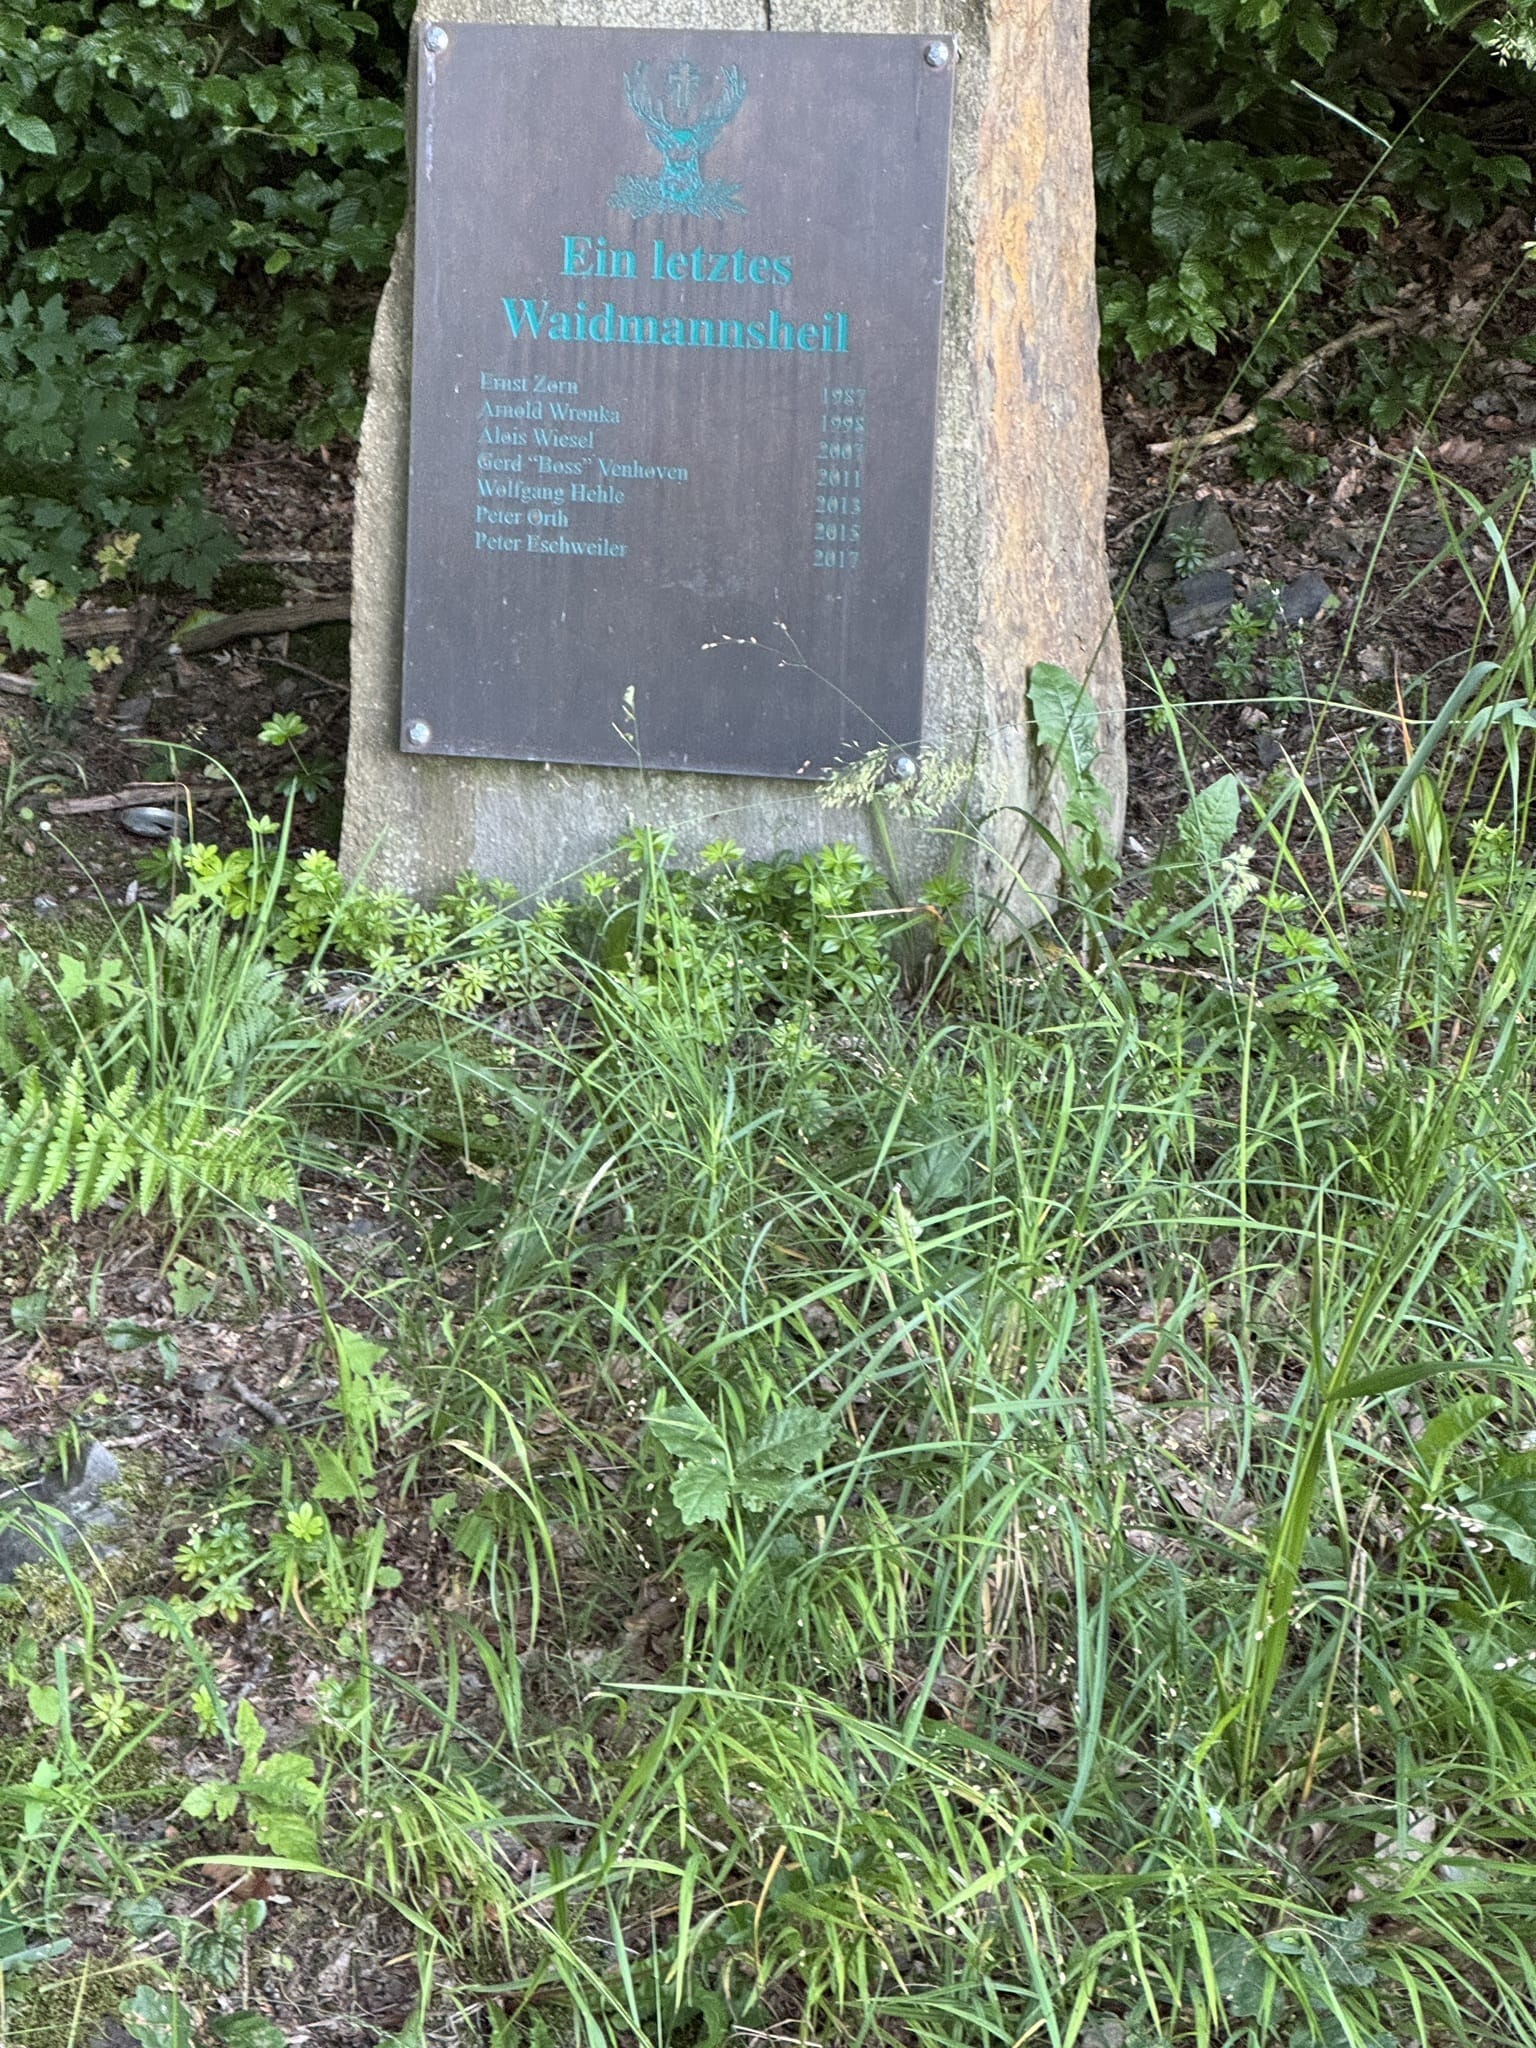 Ein letztes
Waidmannsheil
Ernst Zorn 1987
Arnold Wronka 1998
Alois Wiesel 2007
Gerd “Boss” Venhoven 2011
Wolfgang Hehle 2013
Peter Orth 2015
Peter Eschweiler 2017